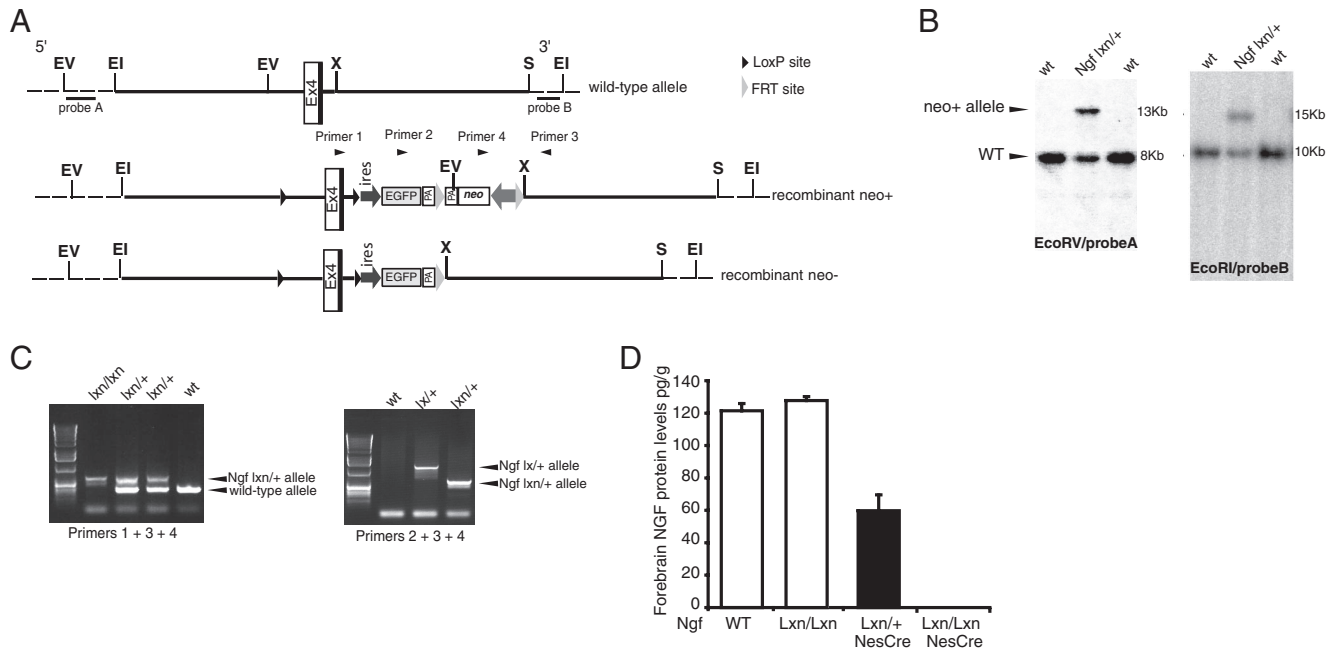 A
5' 3'
EV EI EV X S EI
Ex4
probe A probe B
wild-type allele
LoxP site
FRT site
Primer 1 Primer 2 Primer 4 Primer 3
EV EI ires EV X S EI
Ex4 EGFP PA PA neo
recombinant neo+
EV EI ires X S EI
Ex4 EGFP PA
recombinant neo-
B
wt Ngf lxn/+ wt
neo+ allele 13Kb
WT 8Kb
EcoRV/probeA
wt Ngf lxn/+ wt
15Kb
10Kb
EcoRI/probeB
C
lxn/lxn lxn/+ lxn/+ wt
Ngf lxn/+ allele
wild-type allele
Primers 1 + 3 + 4
wt lx/+ lxn/+
Ngf lx/+ allele
Ngf lxn/+ allele
Primers 2 + 3 + 4
D
Forebrain NGF protein levels pg/g
140
120
100
80
60
40
20
0
Ngf WT Lxn/Lxn Lxn/+ Lxn/Lxn
NesCre NesCre